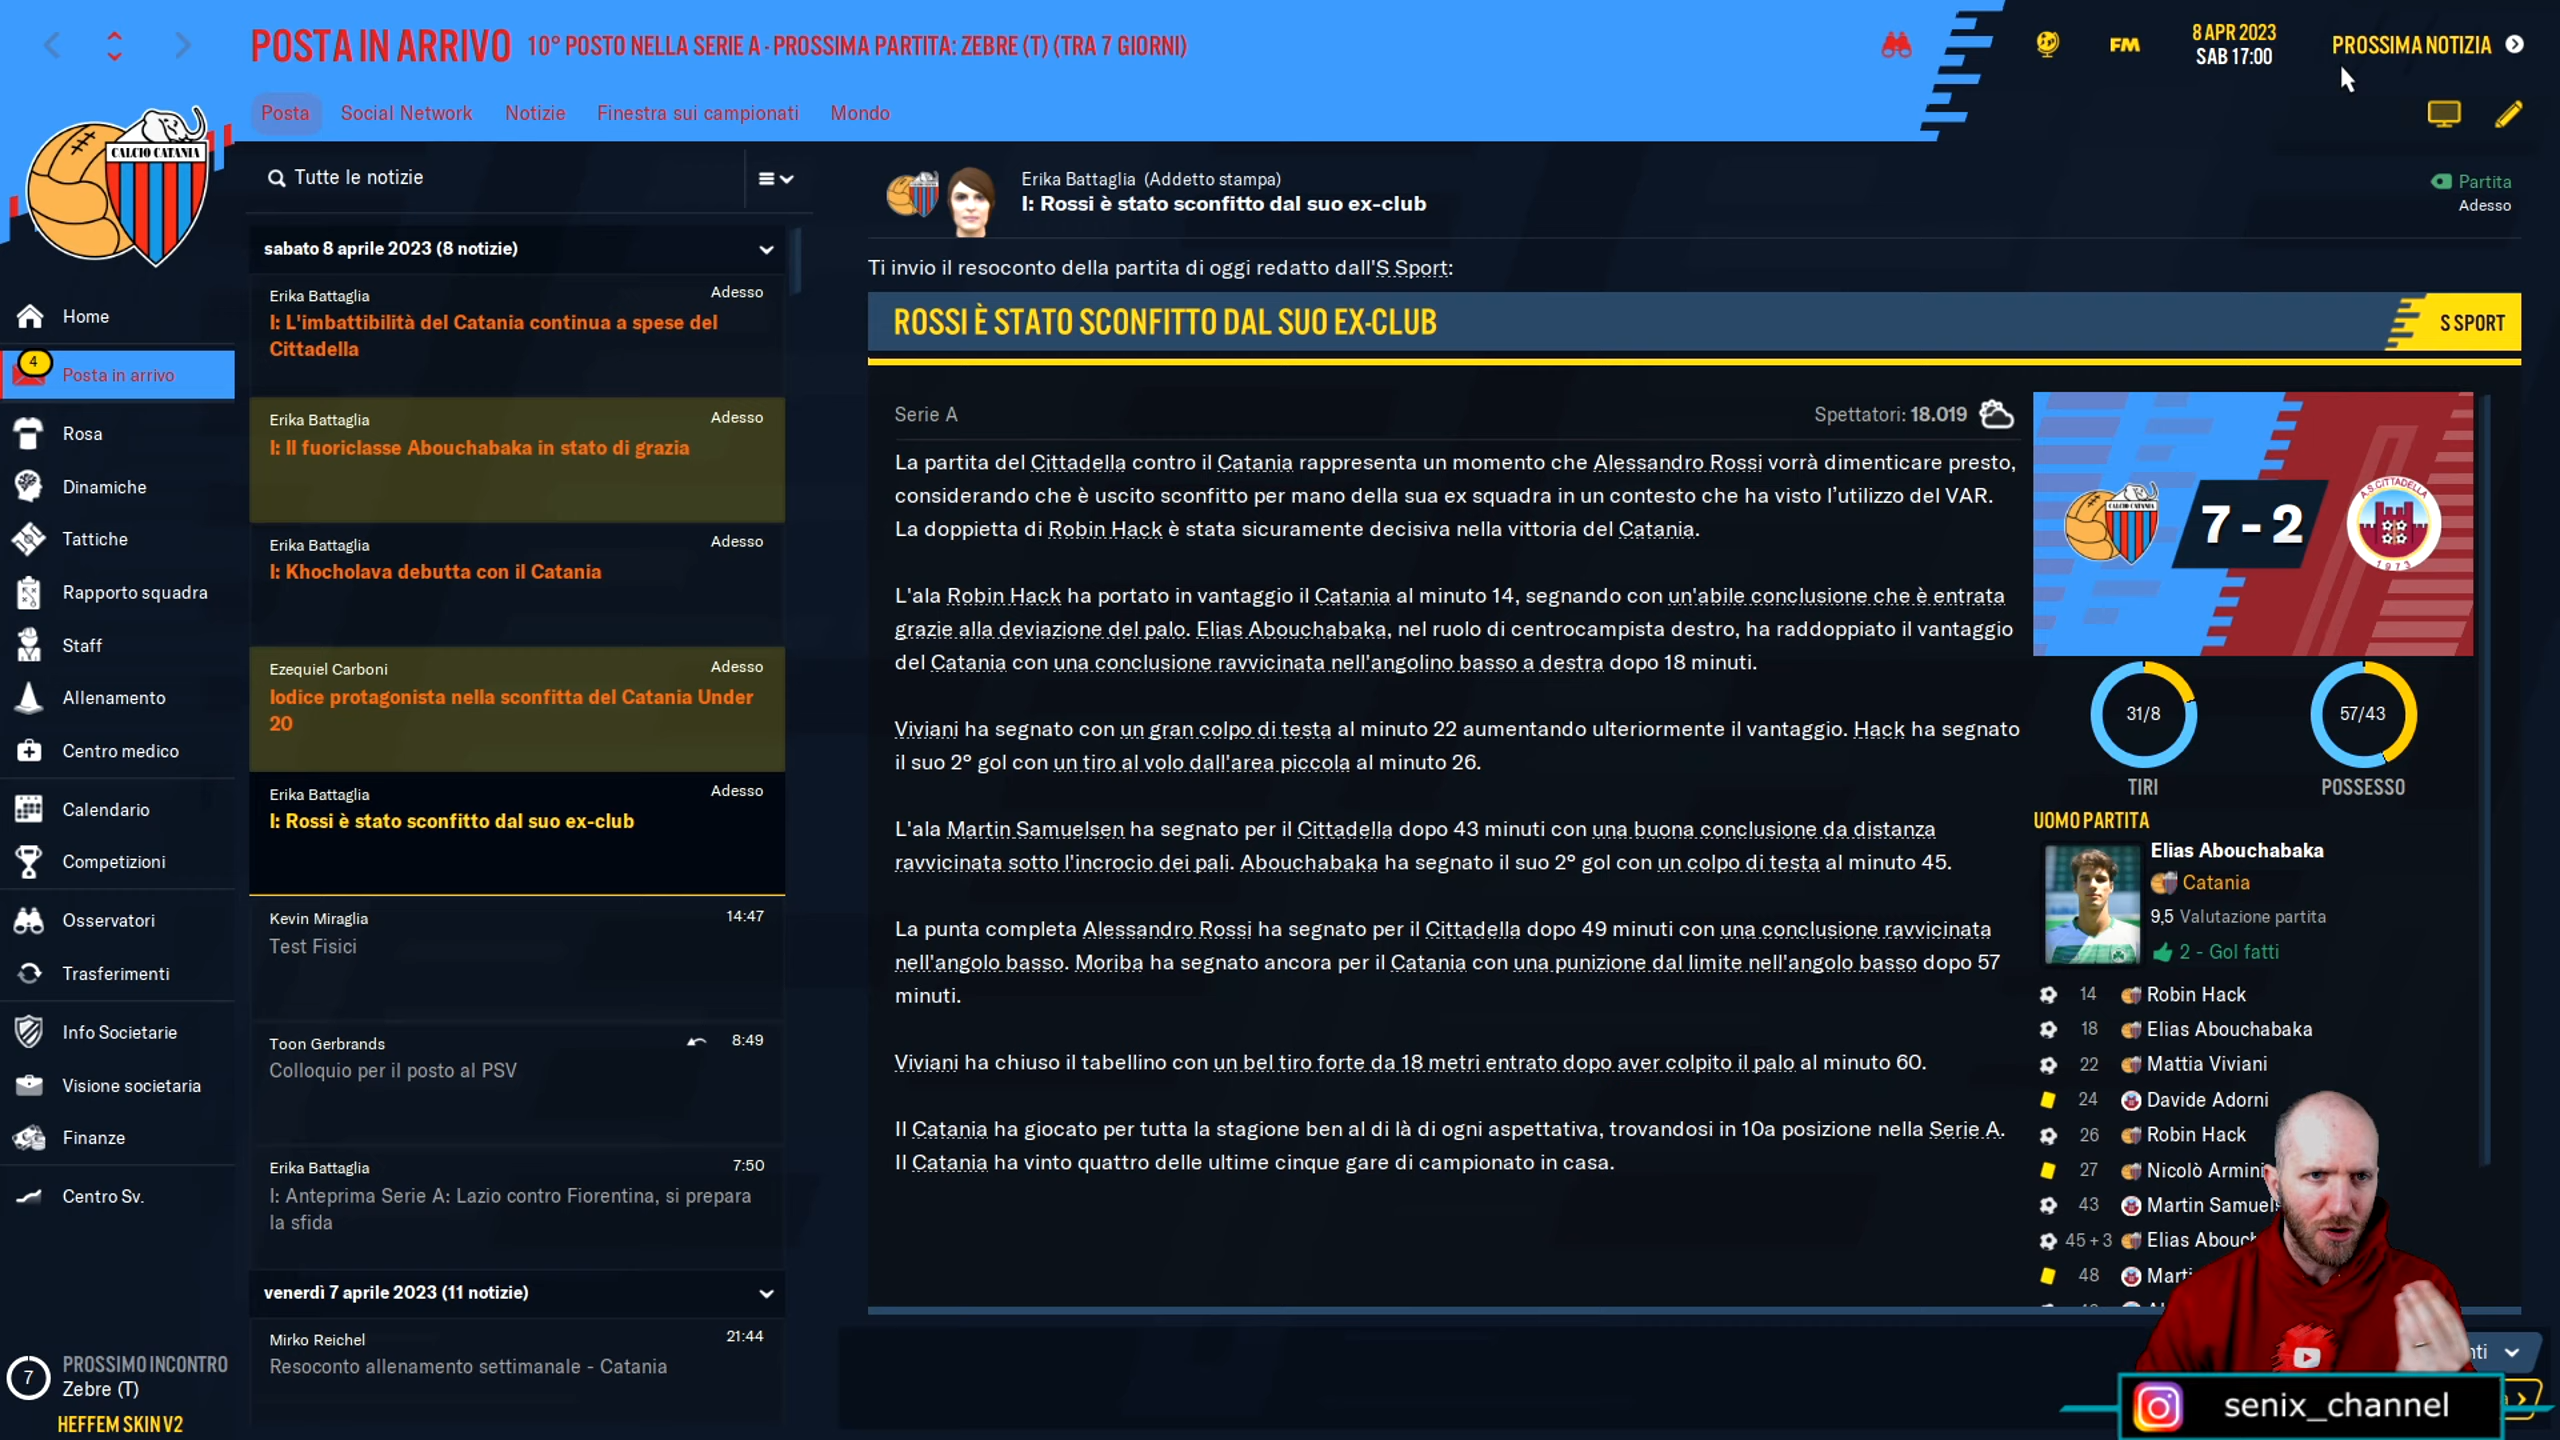 POSTA IN ARRIVO
10° POSTO NELLA SERIE A - PROSSIMA PARTITA: ZEBRE (T) (TRA 7 GIORNI)
FM
8 APR 2023
SAB 17:00
PROSSIMA NOTIZIA
Posta
Social Network
Notizie
Finestra sui campionati
Mondo
CALCIO CATANIA
Home
4
Posta in arrivo
Rosa
Dinamiche
Tattiche
Rapporto squadra
Staff
Allenamento
Centro medico
Calendario
Competizioni
Osservatori
Trasferimenti
Info Societarie
Visione societaria
Finanze
Centro Sv.
7
PROSSIMO INCONTRO
Zebre (T)
HEFFEM SKIN V2
Tutte le notizie
sabato 8 aprile 2023 (8 notizie)
Erika Battaglia
Adesso
I: L'imbattibilità del Catania continua a spese del
Cittadella
Erika Battaglia
Adesso
I: Il fuoriclasse Abouchabaka in stato di grazia
Erika Battaglia
Adesso
I: Khocholava debutta con il Catania
Ezequiel Carboni
Adesso
Iodice protagonista nella sconfitta del Catania Under
20
Erika Battaglia
Adesso
I: Rossi è stato sconfitto dal suo ex-club
Kevin Miraglia
14:47
Test Fisici
Toon Gerbrands
8:49
Colloquio per il posto al PSV
Erika Battaglia
7:50
I: Anteprima Serie A: Lazio contro Fiorentina, si prepara
la sfida
venerdì 7 aprile 2023 (11 notizie)
Mirko Reichel
21:44
Resoconto allenamento settimanale - Catania
Erika Battaglia (Addetto stampa)
I: Rossi è stato sconfitto dal suo ex-club
Partita
Adesso
Ti invio il resoconto della partita di oggi redatto dall'S Sport:
ROSSI È STATO SCONFITTO DAL SUO EX-CLUB
S SPORT
Serie A
Spettatori: 18.019
La partita del Cittadella contro il Catania rappresenta un momento che Alessandro Rossi vorrà dimenticare presto,
considerando che è uscito sconfitto per mano della sua ex squadra in un contesto che ha visto l'utilizzo del VAR.
La doppietta di Robin Hack è stata sicuramente decisiva nella vittoria del Catania.
L'ala Robin Hack ha portato in vantaggio il Catania al minuto 14, segnando con un'abile conclusione che è entrata
grazie alla deviazione del palo. Elias Abouchabaka, nel ruolo di centrocampista destro, ha raddoppiato il vantaggio
del Catania con una conclusione ravvicinata nell'angolino basso a destra dopo 18 minuti.
Viviani ha segnato con un gran colpo di testa al minuto 22 aumentando ulteriormente il vantaggio. Hack ha segnato
il suo 2° gol con un tiro al volo dall'area piccola al minuto 26.
L'ala Martin Samuelsen ha segnato per il Cittadella dopo 43 minuti con una buona conclusione da distanza
ravvicinata sotto l'incrocio dei pali. Abouchabaka ha segnato il suo 2° gol con un colpo di testa al minuto 45.
La punta completa Alessandro Rossi ha segnato per il Cittadella dopo 49 minuti con una conclusione ravvicinata
nell'angolo basso. Moriba ha segnato ancora per il Catania con una punizione dal limite nell'angolo basso dopo 57
minuti.
Viviani ha chiuso il tabellino con un bel tiro forte da 18 metri entrato dopo aver colpito il palo al minuto 60.
Il Catania ha giocato per tutta la stagione ben al di là di ogni aspettativa, trovandosi in 10a posizione nella Serie A.
Il Catania ha vinto quattro delle ultime cinque gare di campionato in casa.
7 - 2
A.S. CITTADELLA
1973
31/8
57/43
TIRI
POSSESSO
UOMO PARTITA
Elias Abouchabaka
Catania
9,5 Valutazione partita
2 - Gol fatti
14 Robin Hack
18 Elias Abouchabaka
22 Mattia Viviani
24 Davide Adorni
26 Robin Hack
27 Nicolò Armini
43 Martin Samuels
45 + 3 Elias Abouch
48 Marti
nti
senix_channel